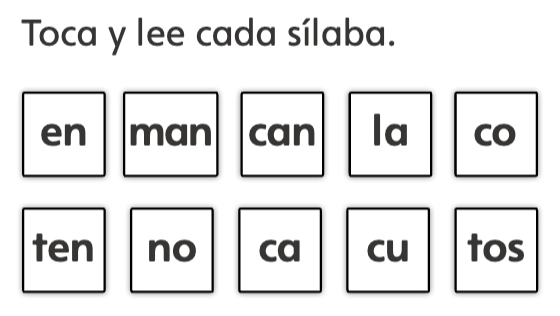 Toca y lee cada sílaba.
en man can la co
ten no ca cu tos